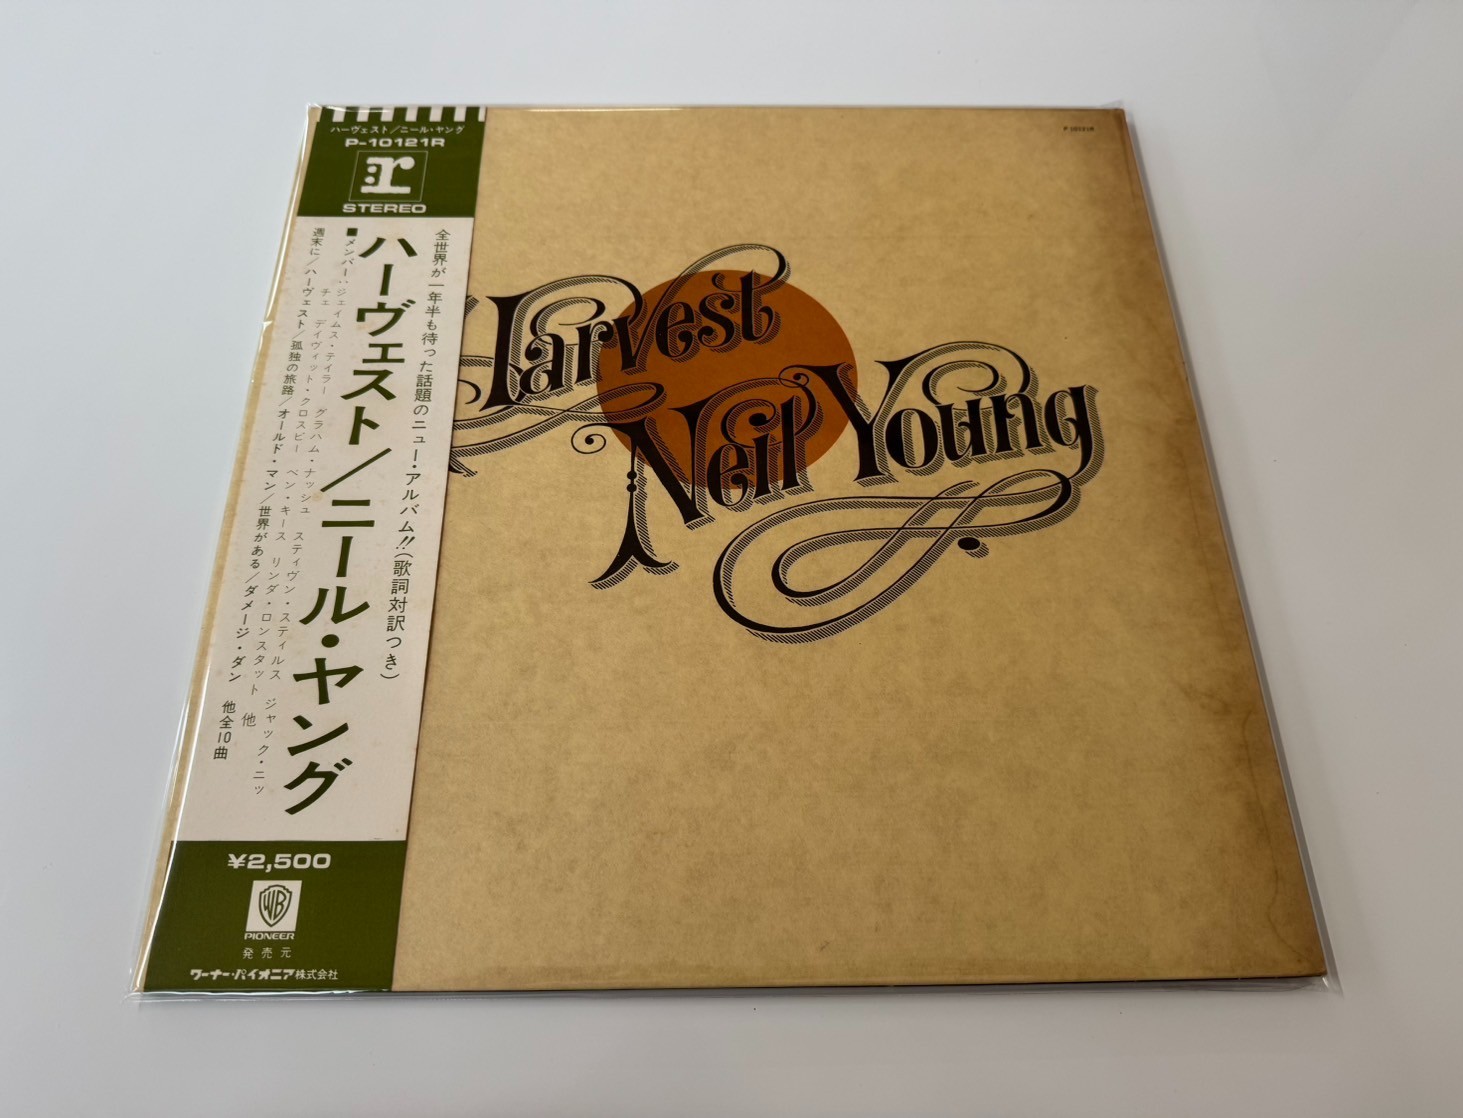 ハーヴェスト/ニール・ヤング
P-10121R
r
STEREO
全世界が一年半も待った話題のニュー・アルバム!!(歌詞対訳つき)
ハーヴェスト/ニール・ヤング
■メンバー:ジェイムス・テイラー グラハム・ナッシュ スティヴン・スティルス ジャック・ニッ
チェ デイヴィット・クロスビー ベン・キース リンダ・ロンスタット 他
週末に/ハーヴェスト/孤独の旅路/オールド・マン/世界がある/ダメージ・ダン 他全10曲
¥2,500
WB
PIONEER
発売元
ワーナー・パイオニア株式会社
P-10121R
Harvest
Neil Young